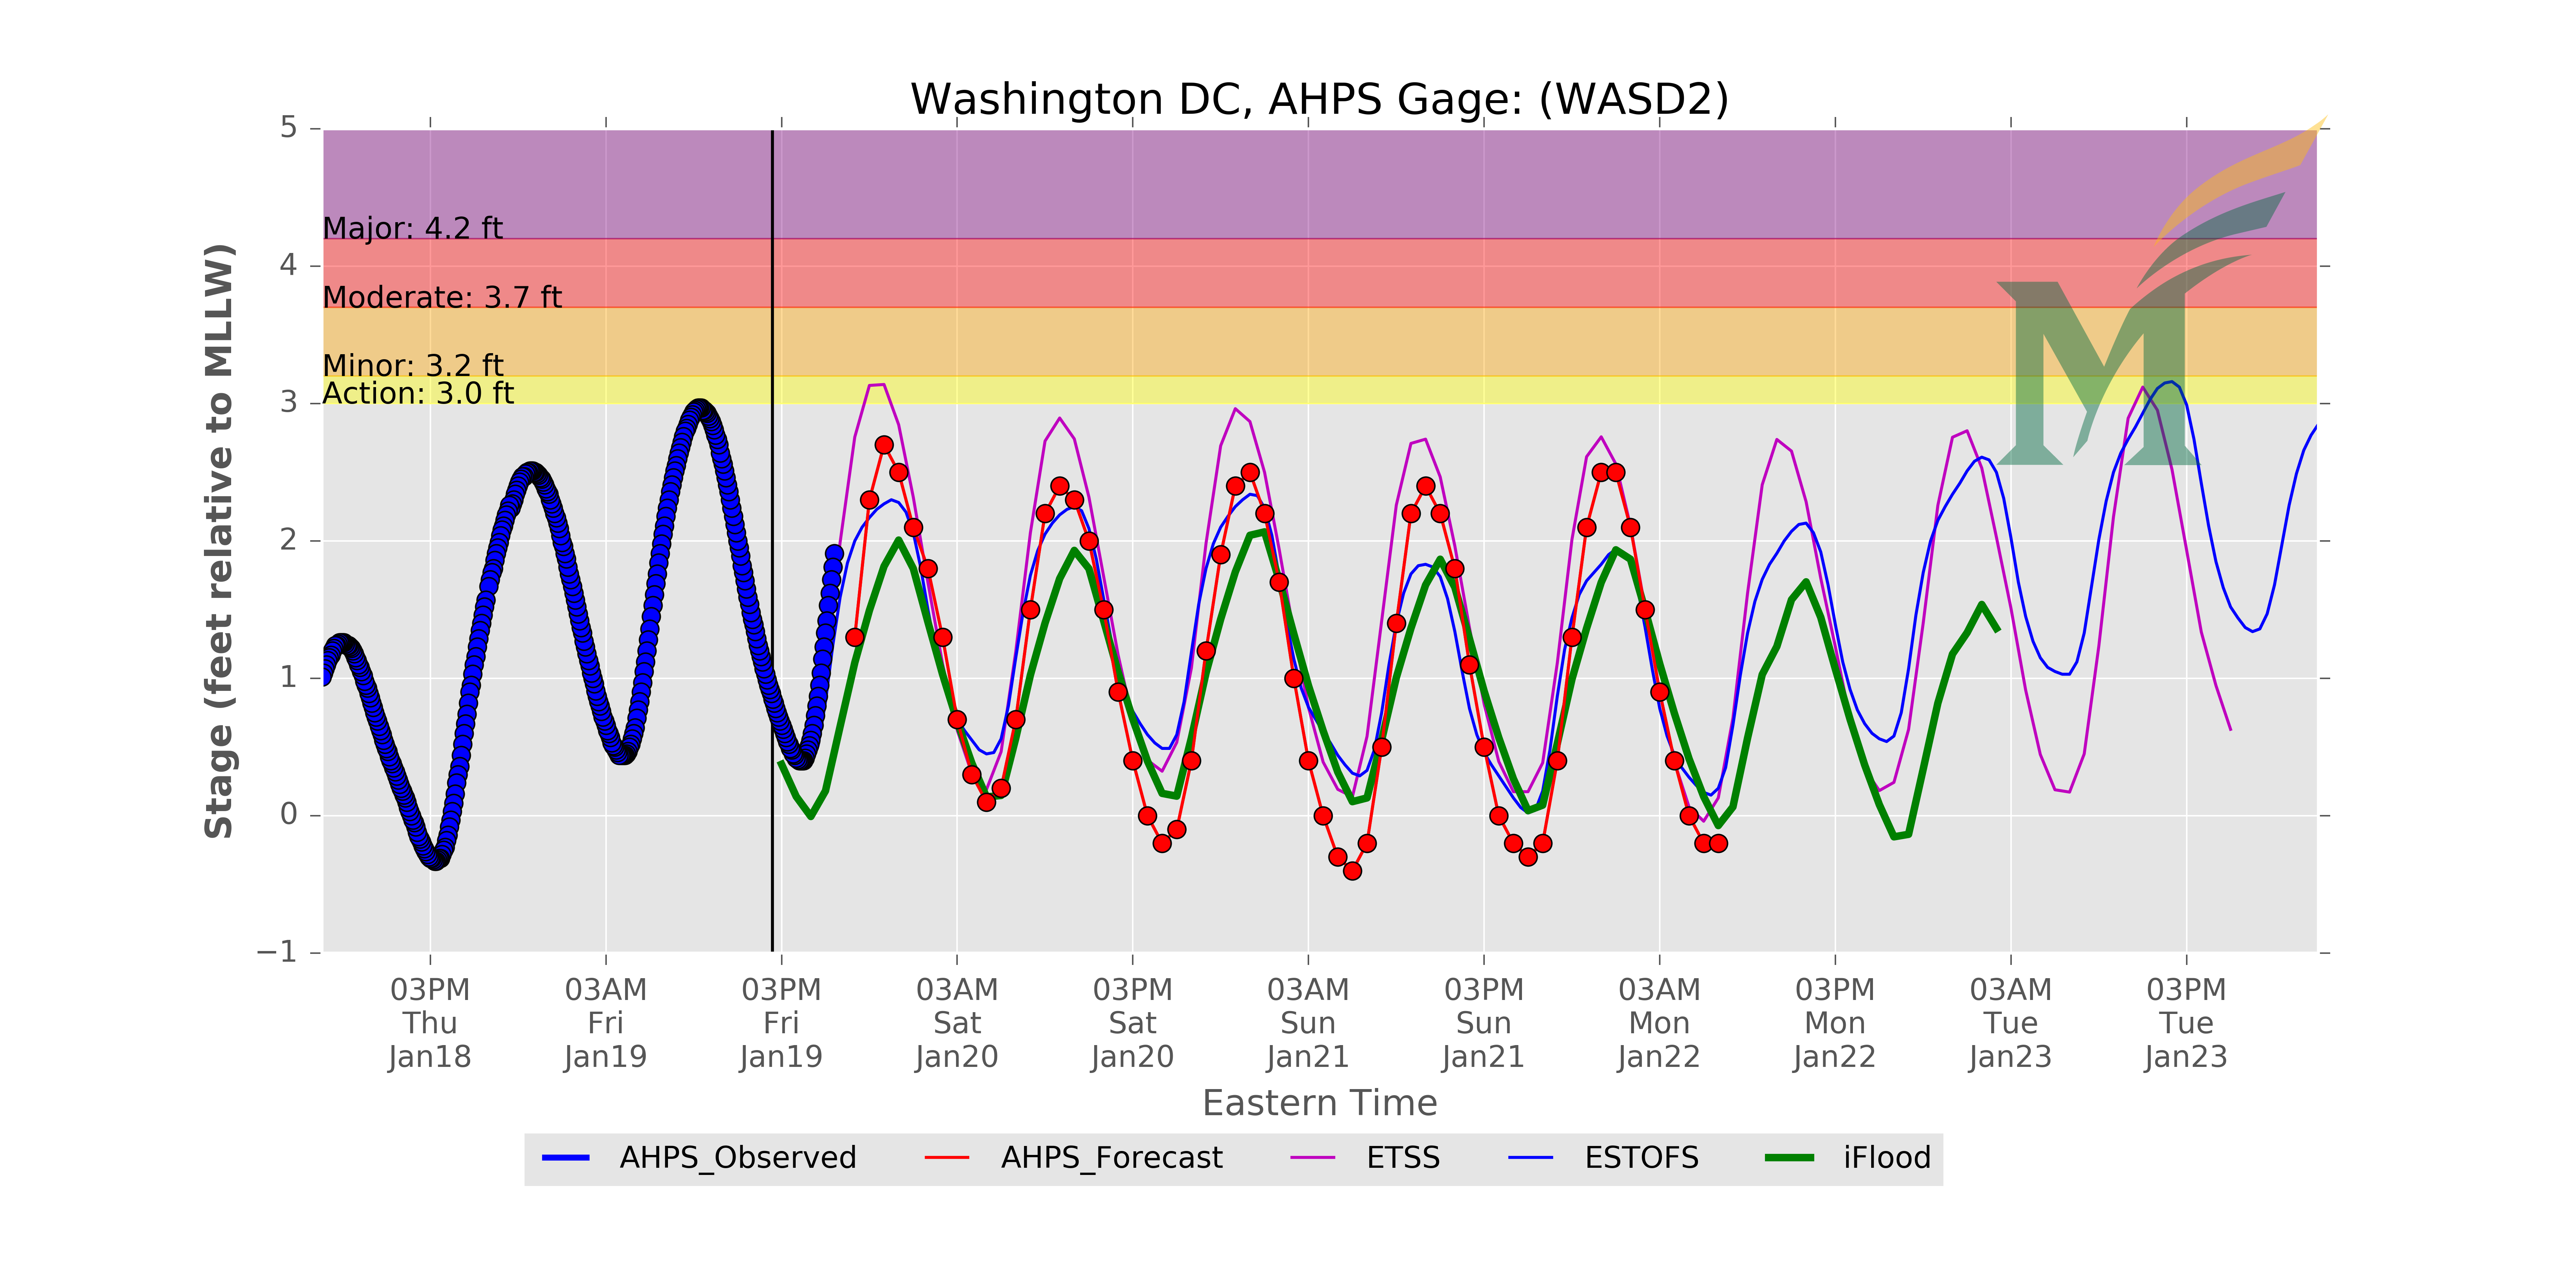 Washington DC, AHPS Gage: (WASD2)
Stage (feet relative to MLLW)
5
4
3
2
1
0
−1
Major: 4.2 ft
Moderate: 3.7 ft
Minor: 3.2 ft
Action: 3.0 ft
M
03PM 03AM 03PM 03AM 03PM 03AM 03PM 03AM 03PM 03AM 03PM
Thu Fri Fri Sat Sat Sun Sun Mon Mon Tue Tue
Jan18 Jan19 Jan19 Jan20 Jan20 Jan21 Jan21 Jan22 Jan22 Jan23 Jan23
Eastern Time
AHPS_Observed AHPS_Forecast ETSS ESTOFS iFlood